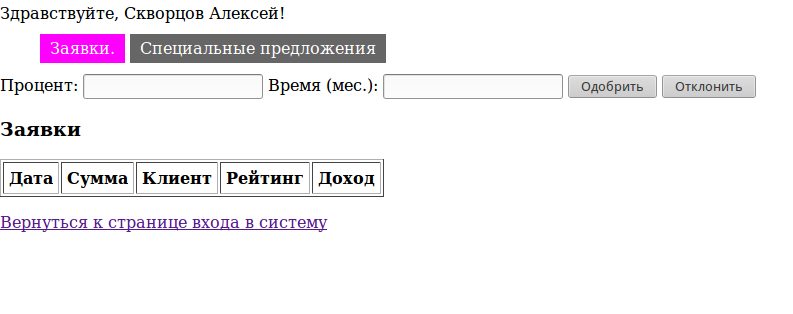 Здравствуйте, Скворцов Алексей!
Заявки. Специальные предложения
Процент: Время (мес.): Одобрить Отклонить
Заявки
Дата Сумма Клиент Рейтинг Доход
Вернуться к странице входа в систему